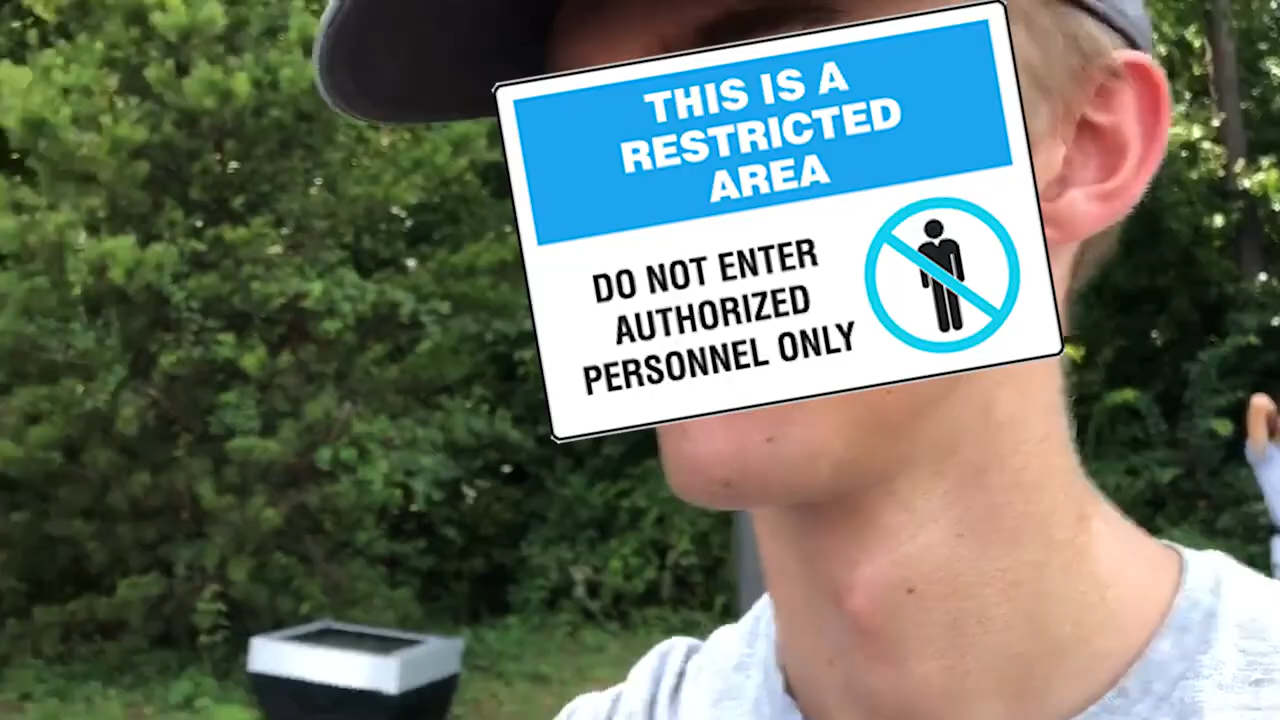 THIS IS A
RESTRICTED
AREA
DO NOT ENTER
AUTHORIZED
PERSONNEL ONLY